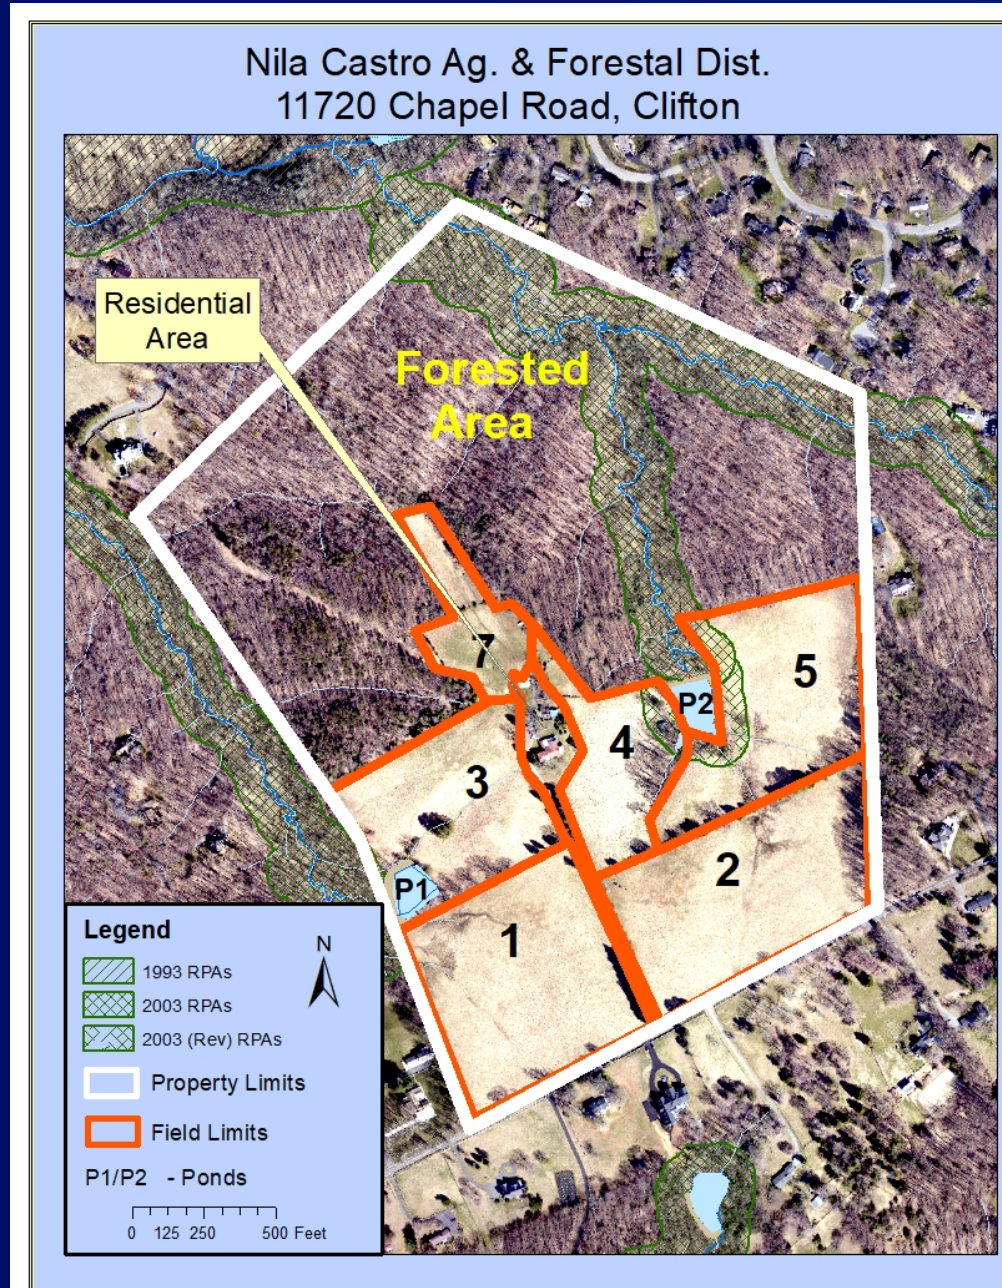 Nila Castro Ag. & Forestal Dist.
11720 Chapel Road, Clifton
Residential
Area
Forested
Area
7
5
P2
4
3
2
P1
1
Legend
N
1993 RPAs
2003 RPAs
2003 (Rev) RPAs
Property Limits
Field Limits
P1/P2 - Ponds
0 125 250 500 Feet